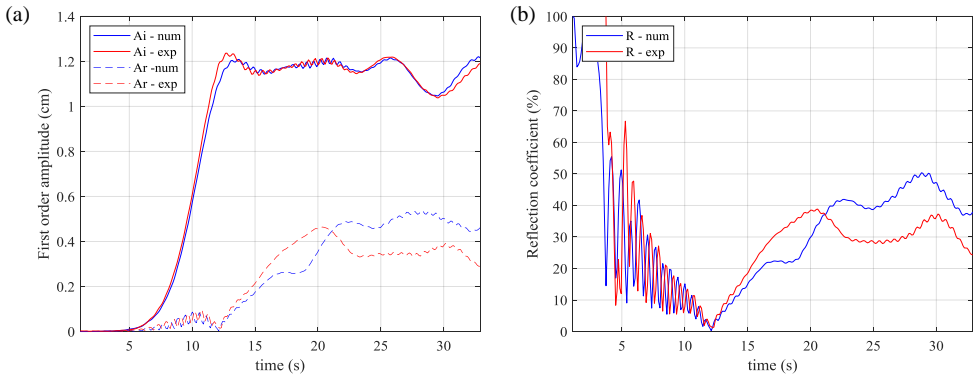 (a)
1.4
1.2
1
0.8
0.6
0.4
0.2
0
5
10
15
20
25
30
First order amplitude (cm)
time (s)
Ai - num
Ai - exp
Ar -num
Ar - exp
(b)
100
90
80
70
60
50
40
30
20
10
0
5
10
15
20
25
30
Reflection coefficient (%)
time (s)
R - num
R - exp